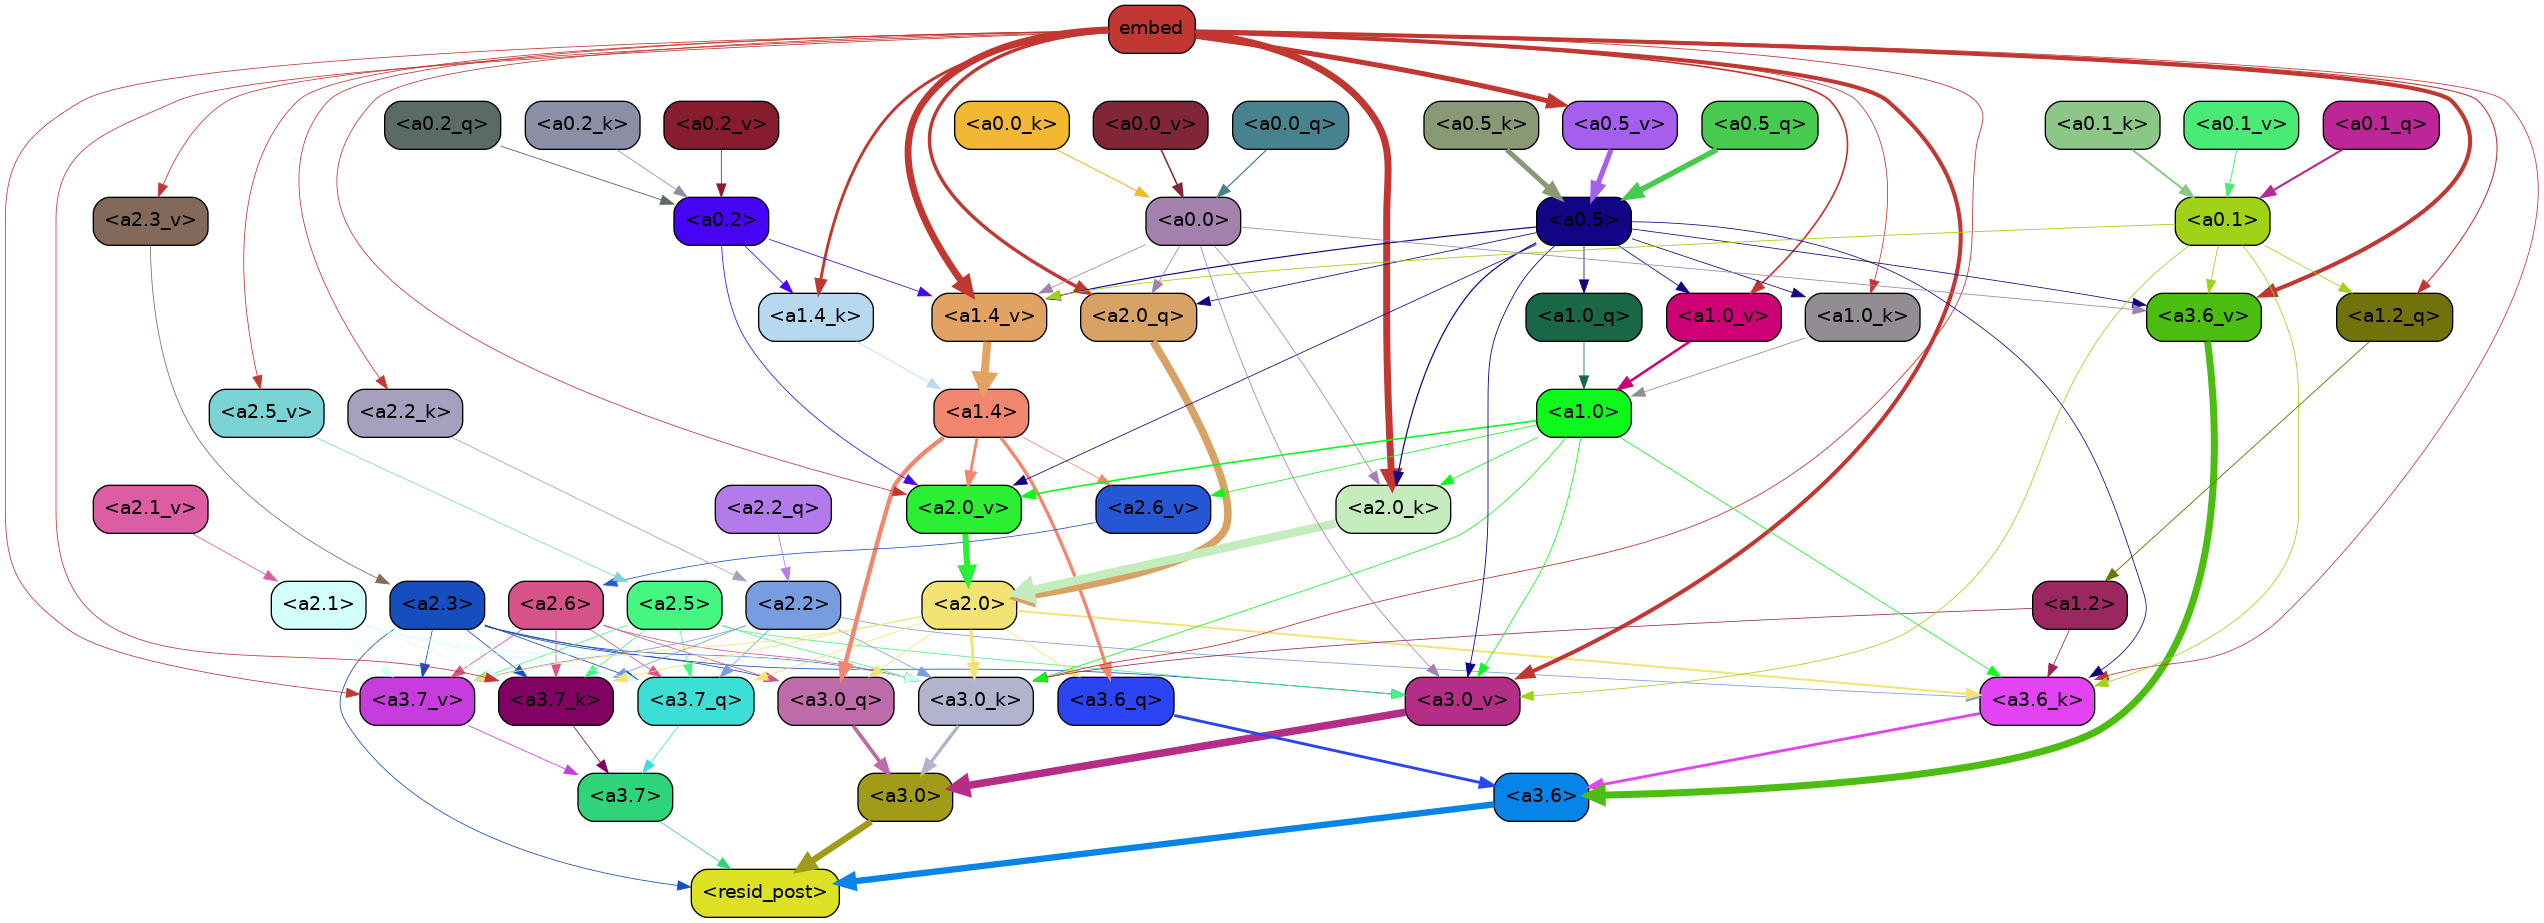 embed
<a0.2_q>
<a0.2_k>
<a0.2_v>
<a0.0_k>
<a0.0_v>
<a0.0_q>
<a0.5_k>
<a0.5_v>
<a0.5_q>
<a0.1_k>
<a0.1_v>
<a0.1_q>
<a2.3_v>
<a0.2>
<a0.0>
<a0.5>
<a0.1>
<a1.4_k>
<a1.4_v>
<a2.0_q>
<a1.0_q>
<a1.0_v>
<a1.0_k>
<a3.6_v>
<a1.2_q>
<a2.5_v>
<a2.2_k>
<a1.4>
<a1.0>
<a2.1_v>
<a2.2_q>
<a2.0_v>
<a2.6_v>
<a2.0_k>
<a2.1>
<a2.3>
<a2.6>
<a2.5>
<a2.2>
<a2.0>
<a1.2>
<a3.7_v>
<a3.7_k>
<a3.7_q>
<a3.0_q>
<a3.0_k>
<a3.6_q>
<a3.0_v>
<a3.6_k>
<a3.7>
<a3.0>
<a3.6>
<resid_post>